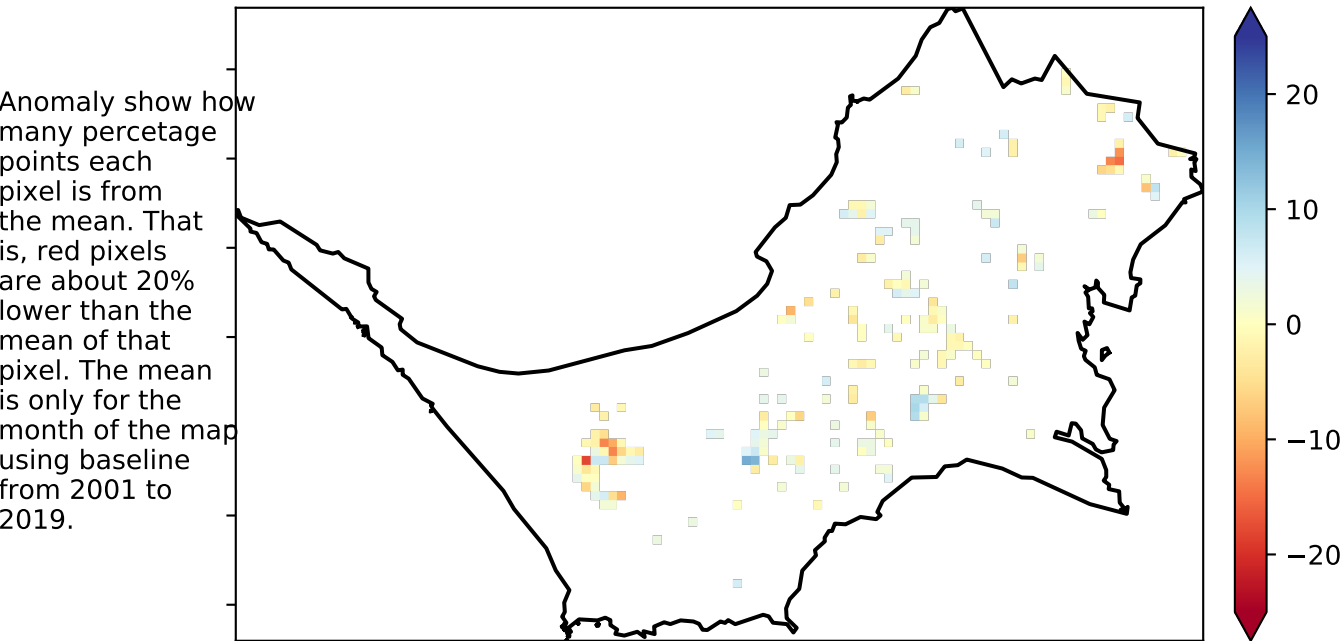 Anomaly show how
many percetage
points each
pixel is from
the mean. That
is, red pixels
are about 20%
lower than the
mean of that
pixel. The mean
is only for the
month of the map
using baseline
from 2001 to
2019.
20
10
0
−10
−20